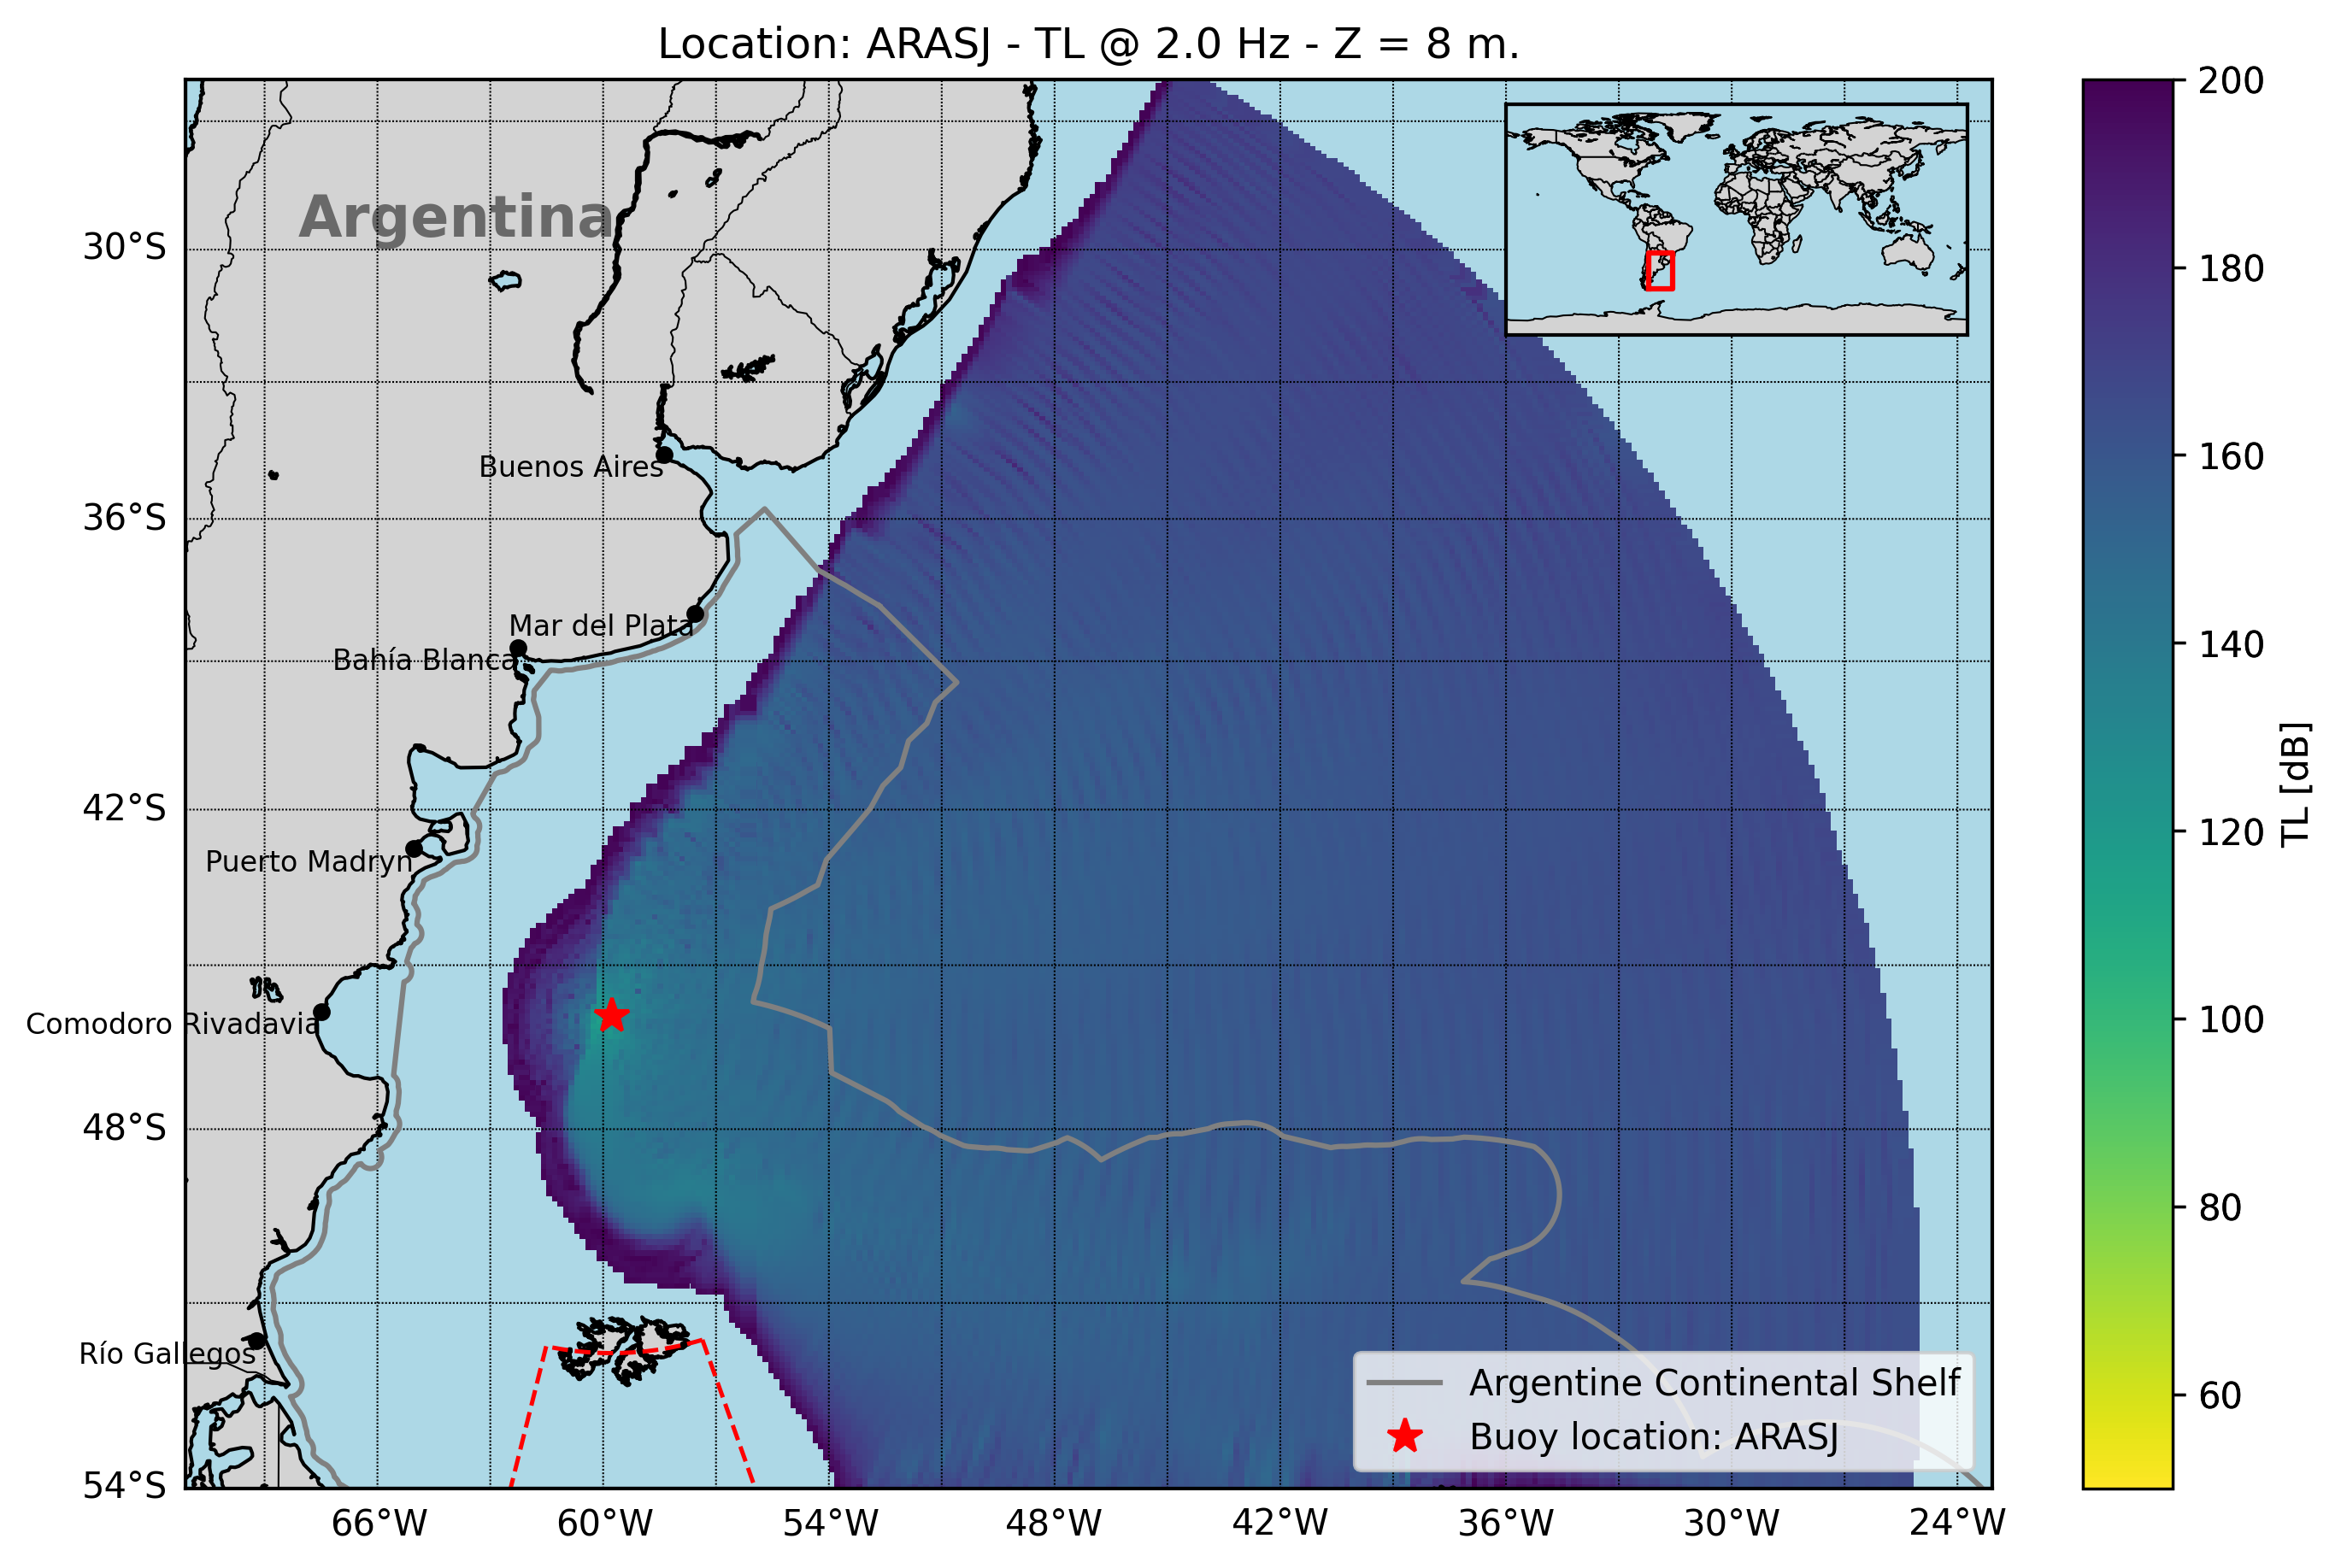 Location: ARASJ - TL @ 2.0 Hz - Z = 8 m.
Argentina
30°S
36°S
42°S
48°S
54°S
Buenos Aires
Mar del Plata
Bahía Blanca
Puerto Madryn
Comodoro Rivadavia
Río Gallegos
Argentine Continental Shelf
Buoy location: ARASJ
66°W
60°W
54°W
48°W
42°W
36°W
30°W
24°W
200
180
160
140
120
100
80
60
TL [dB]